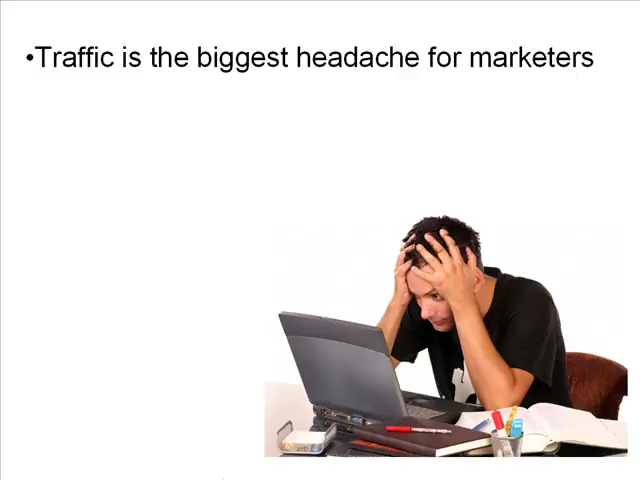 •Traffic is the biggest headache for marketers